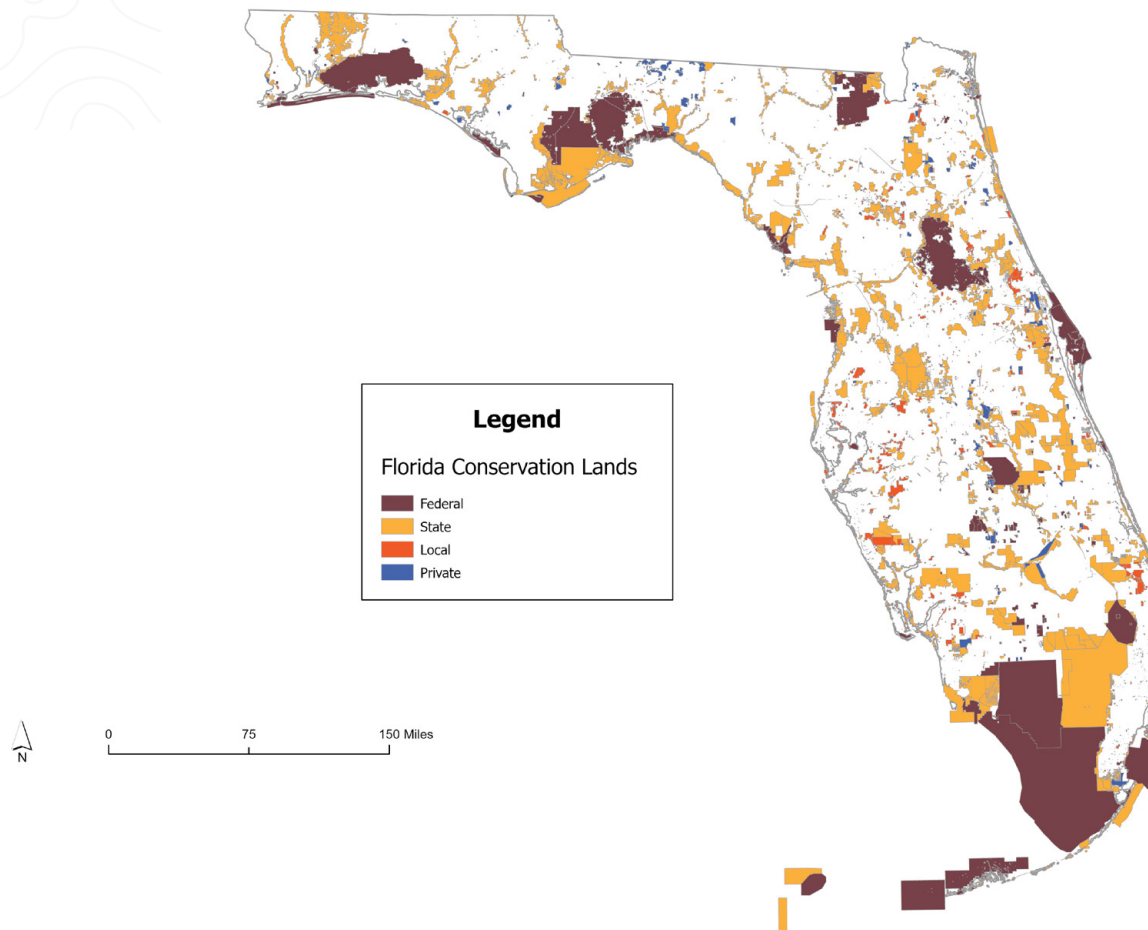 Legend
Florida Conservation Lands
Federal
State
Local
Private
0 75 150 Miles
N